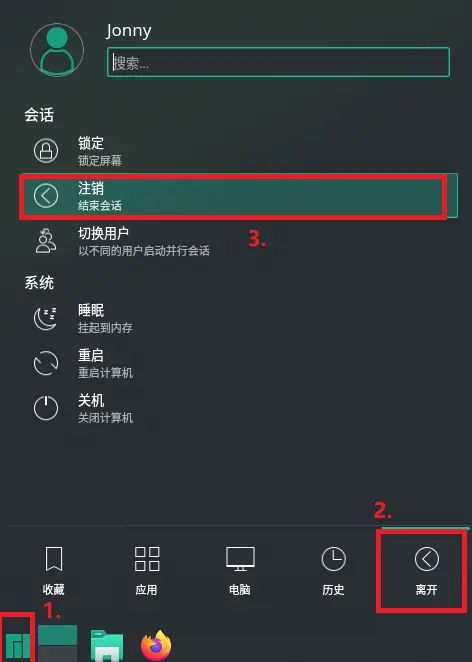 Jonny
搜索...
会话
锁定
锁定屏幕
注销
结束会话
切换用户
以不同的用户启动并行会话
3.
系统
睡眠
挂起到内存
重启
重启计算机
关机
关闭计算机
2.
收藏
应用
电脑
历史
离开
1.